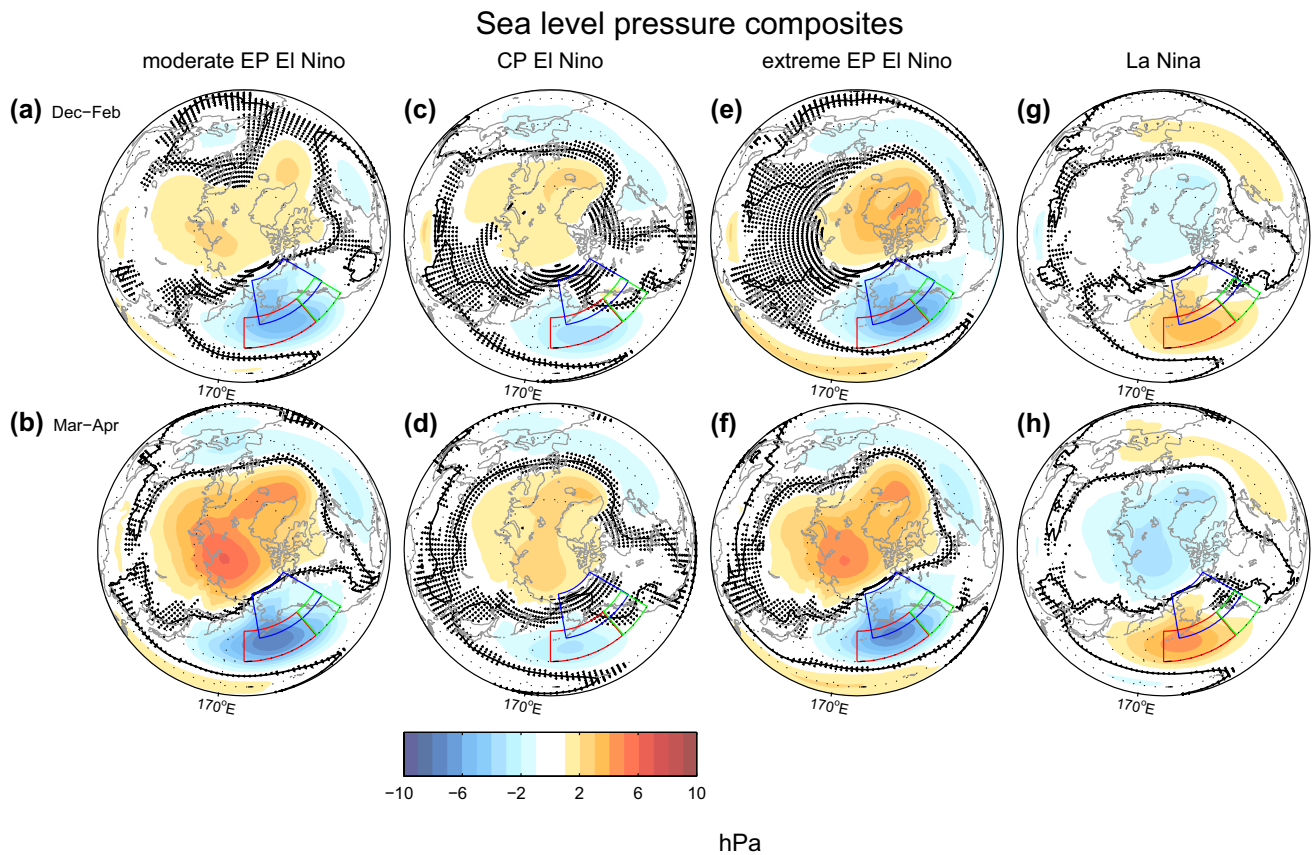 Sea level pressure composites
moderate EP El Nino
CP El Nino
extreme EP El Nino
La Nina
(a) Dec−Feb
(c)
(e)
(g)
170°E
170°E
170°E
170°E
(b) Mar−Apr
(d)
(f)
(h)
170°E
170°E
170°E
170°E
−10 −6 −2 2 6 10
hPa